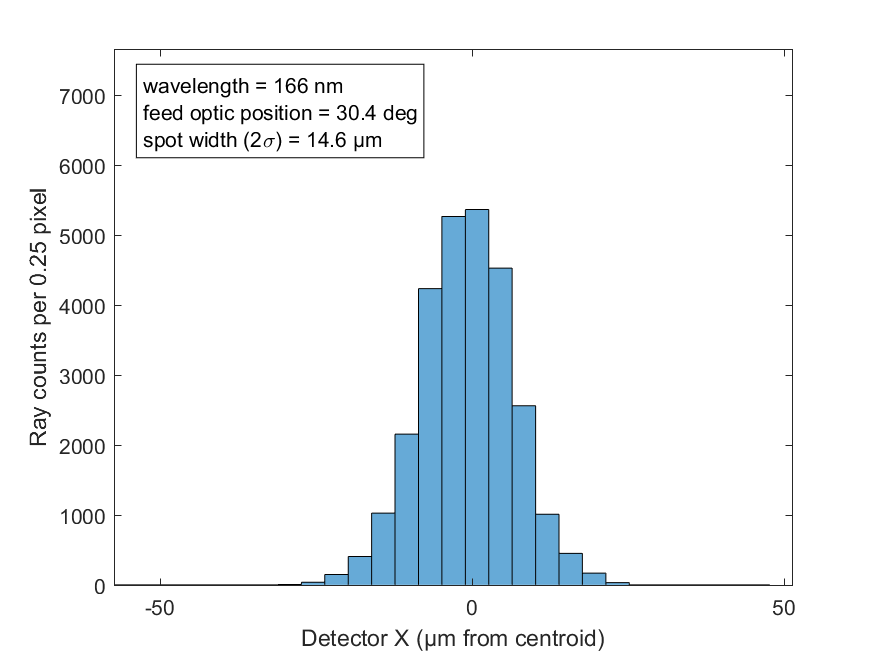 wavelength = 166 nm
feed optic position = 30.4 deg
spot width (2σ) = 14.6 µm
7000
6000
5000
4000
3000
2000
1000
0
Ray counts per 0.25 pixel
-50
0
50
Detector X (µm from centroid)